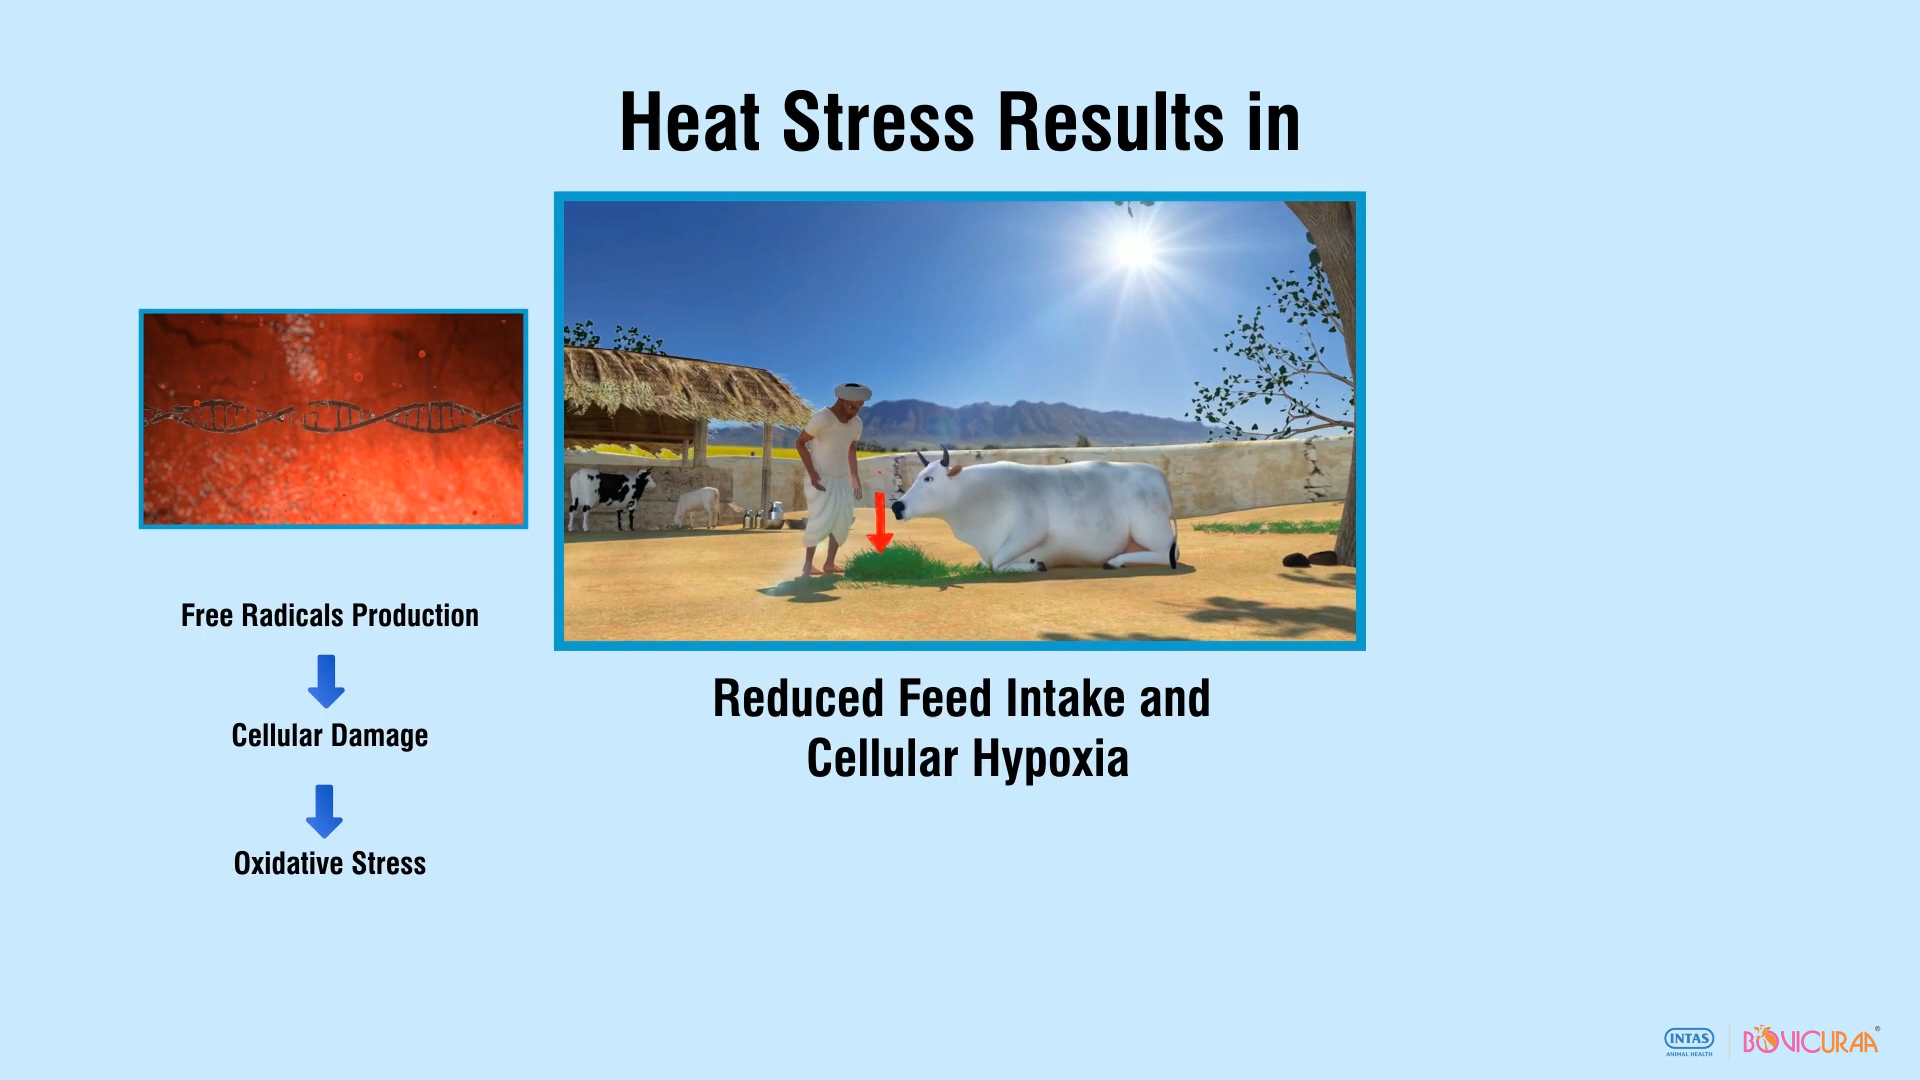 Heat Stress Results in
Free Radicals Production
Cellular Damage
Oxidative Stress
Reduced Feed Intake and
Cellular Hypoxia
INTAS
ANIMAL HEALTH
BOVICURAA®